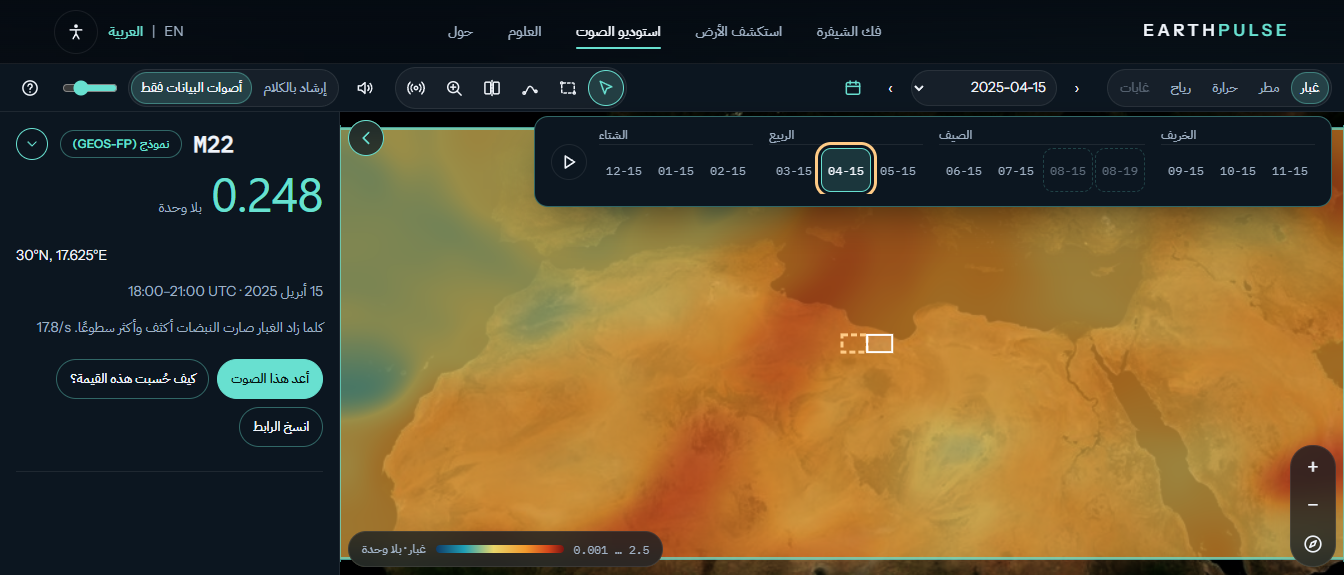 EARTHPULSE
فك الشيفرة
استكشف الأرض
استوديو الصوت
العلوم
حول
العربية | EN
غبار
مطر
حرارة
رياح
غابات
2025-04-15
إرشاد بالكلام
أصوات البيانات فقط
الشتاء
12-15 01-15 02-15
الربيع
03-15 04-15 05-15
الصيف
06-15 07-15 08-15 08-19
الخريف
09-15 10-15 11-15
M22
نموذج (GEOS-FP)
0.248 بلا وحدة
30°N, 17.625°E
15 أبريل 2025 · 18:00–21:00 UTC
كلما زاد الغبار صارت النبضات أكثف وأكثر سطوعًا. 17.8/s
أعد هذا الصوت
كيف حُسبت هذه القيمة؟
انسخ الرابط
غبار · بلا وحدة
0.001 … 2.5